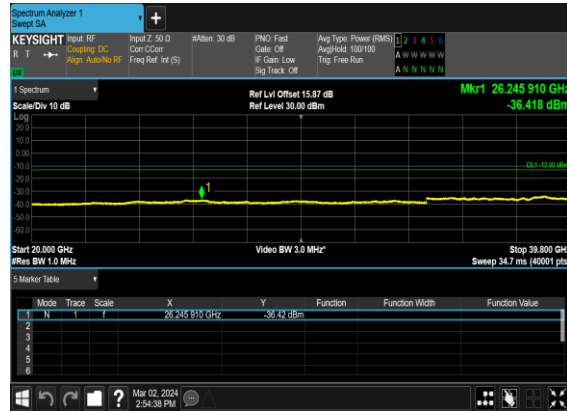 Spectrum Analyzer 1
Swept SA
+
KEYSIGHT Input: RF Input Z: 50 Ω #Atten: 30 dB PNO: Fast Avg Type: Power (RMS) 1 2 3 4 5 6
R T Coupling: DC Corr CCorr Gate: Off Avg|Hold: 100/100 A W W W W W
Align: Auto/No RF Freq Ref: Int (S) IF Gain: Low Trig: Free Run
LW Sig Track: Off A N N N N N
1 Spectrum Ref Lvl Offset 15.87 dB Mkr1 26.245 910 GHz
Scale/Div 10 dB Ref Level 30.00 dBm -36.418 dBm
Log
20.0
10.0
0.00
-10.0
DL1 -13.00 dBm
-20.0
-30.0
1
-40.0
-50.0
-60.0
Start 20.000 GHz Video BW 3.0 MHz* Stop 39.800 GHz
#Res BW 1.0 MHz Sweep 34.7 ms (40001 pts)
5 Marker Table
Mode Trace Scale X Y Function Function Width Function Value
1 N 1 f 26.245 910 GHz -36.42 dBm
2
3
4
5
6
? Mar 02, 2024
2:54:38 PM